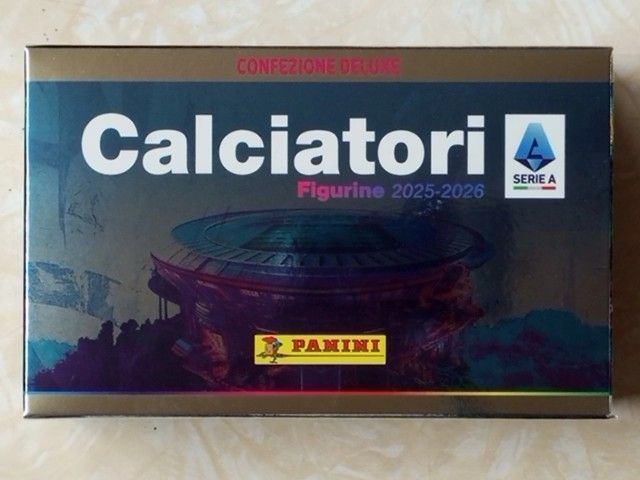 CONFEZIONE DELUXE
Calciatori
Figurine 2025-2026
SERIE A
PANINI